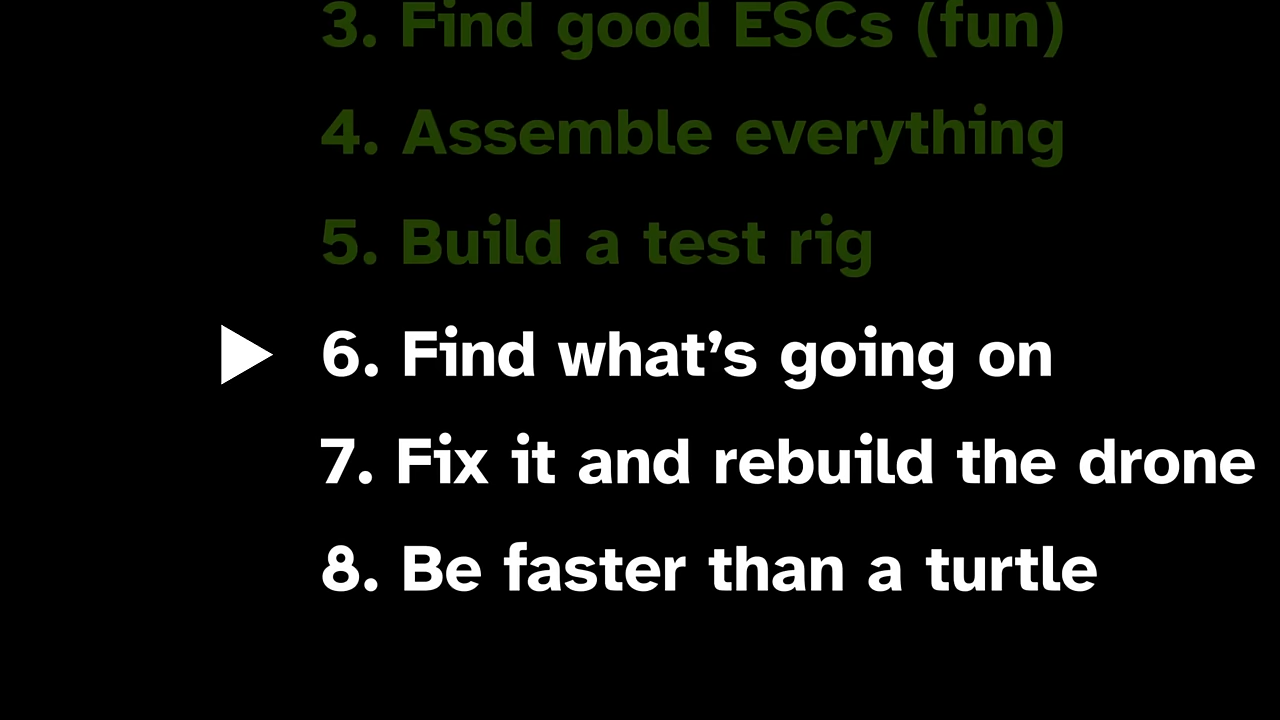 3. Find good ESCs (fun)
4. Assemble everything
5. Build a test rig
6. Find what’s going on
7. Fix it and rebuild the drone
8. Be faster than a turtle